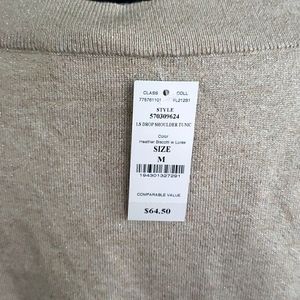 CLASS COLL
775761101 FL21291
STYLE
570309624
LS DROP SHOULDER TUNIC
Color
Heather Biscotti w Lurex
SIZE
M
194301327291
COMPARABLE VALUE
$64.50